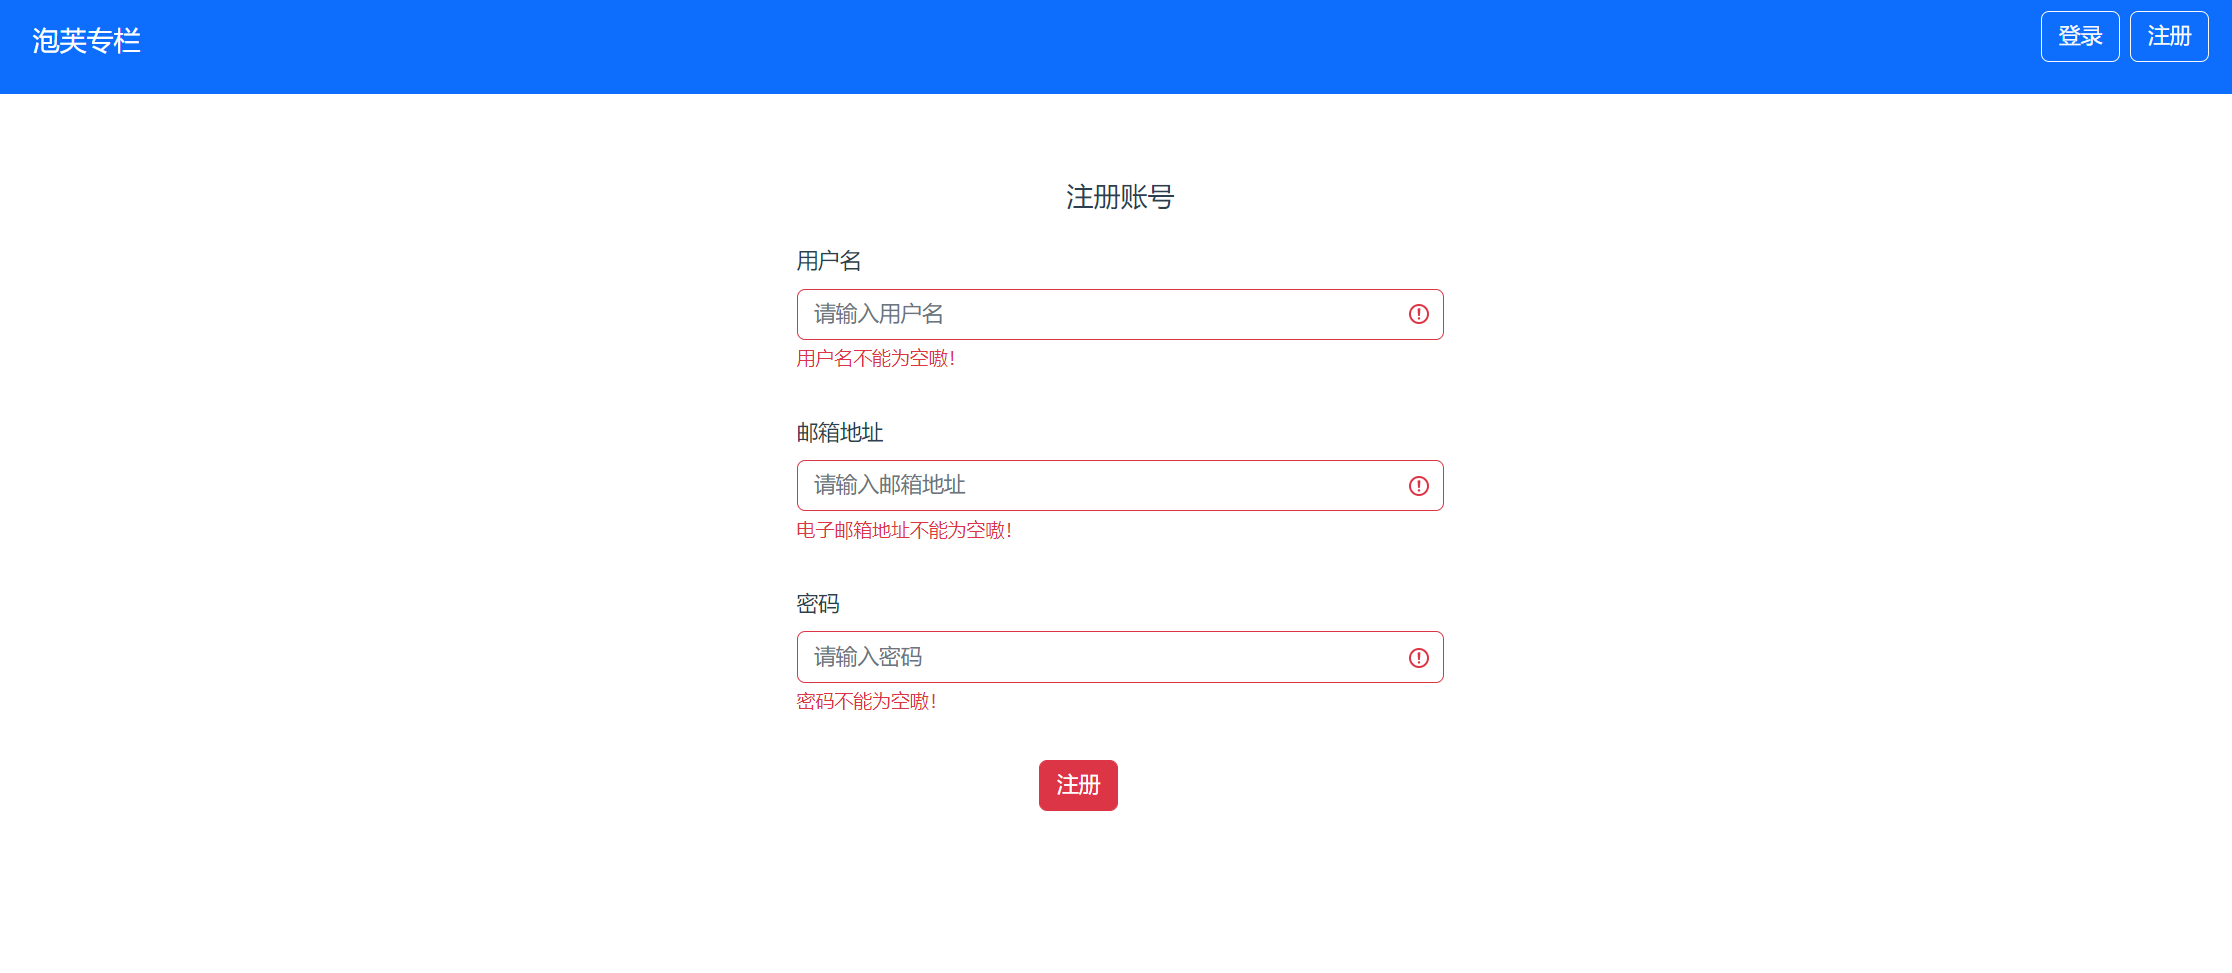 泡芙专栏
登录
注册
注册账号
用户名
请输入用户名
用户名不能为空嗷!
邮箱地址
请输入邮箱地址
电子邮箱地址不能为空嗷!
密码
请输入密码
密码不能为空嗷!
注册